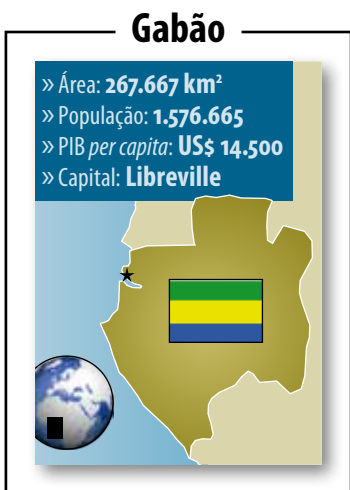 Gabão
» Área: 267.667 km²
» População: 1.576.665
» PIB per capita: US$ 14.500
» Capital: Libreville